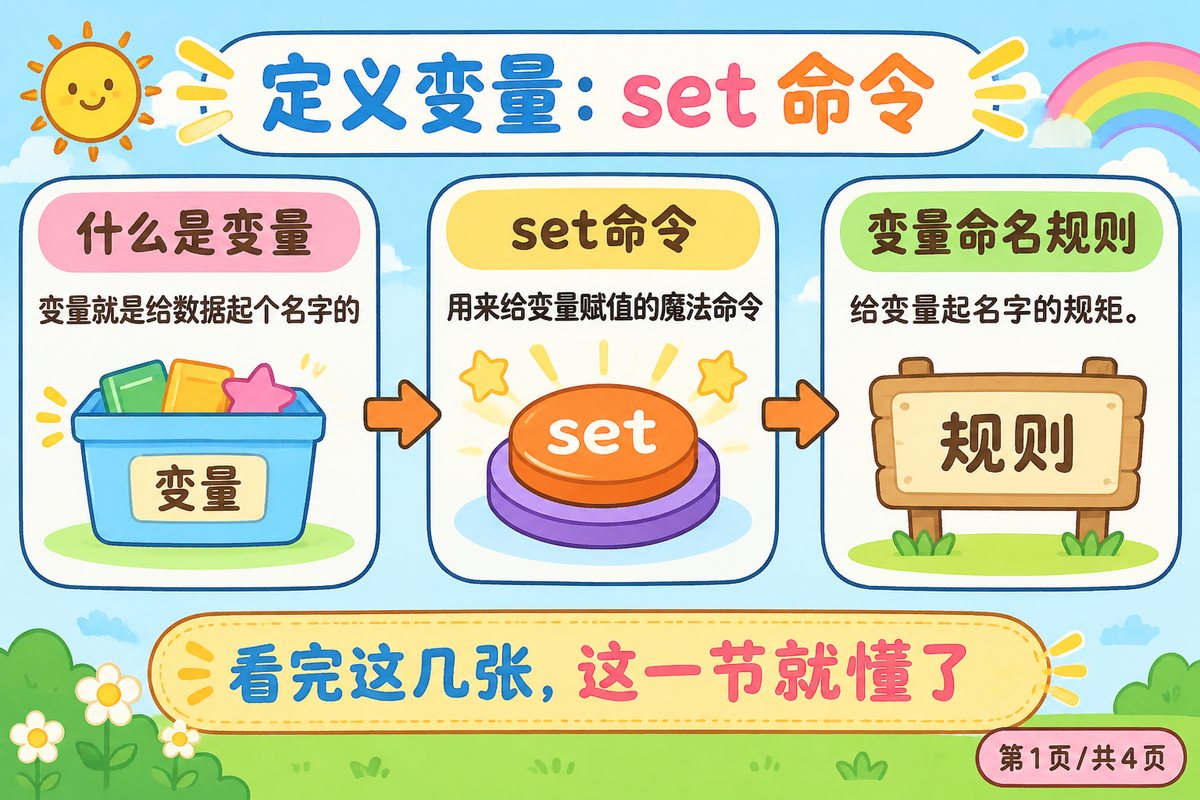 定义变量：set 命令
什么是变量
变量就是给数据起个名字的
变量
set命令
用来给变量赋值的魔法命令
set
变量命名规则
给变量起名字的规矩。
规则
看完这几张，这一节就懂了
第1页/共4页